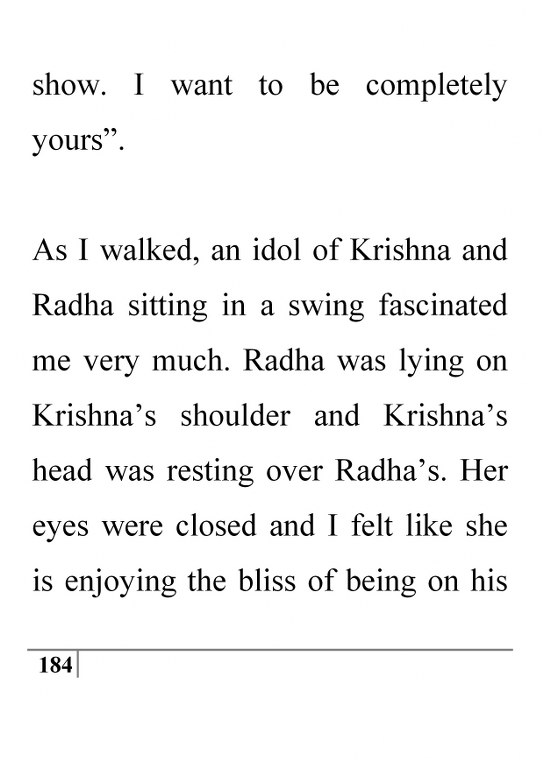 show. I want to be completely
yours”.
As I walked, an idol of Krishna and
Radha sitting in a swing fascinated
me very much. Radha was lying on
Krishna’s shoulder and Krishna’s
head was resting over Radha’s. Her
eyes were closed and I felt like she
is enjoying the bliss of being on his
184